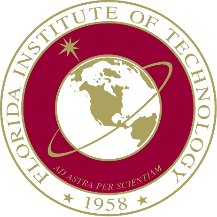 FLORIDA INSTITUTE OF TECHNOLOGY
AD ASTRA PER SCIENTIAM
1958